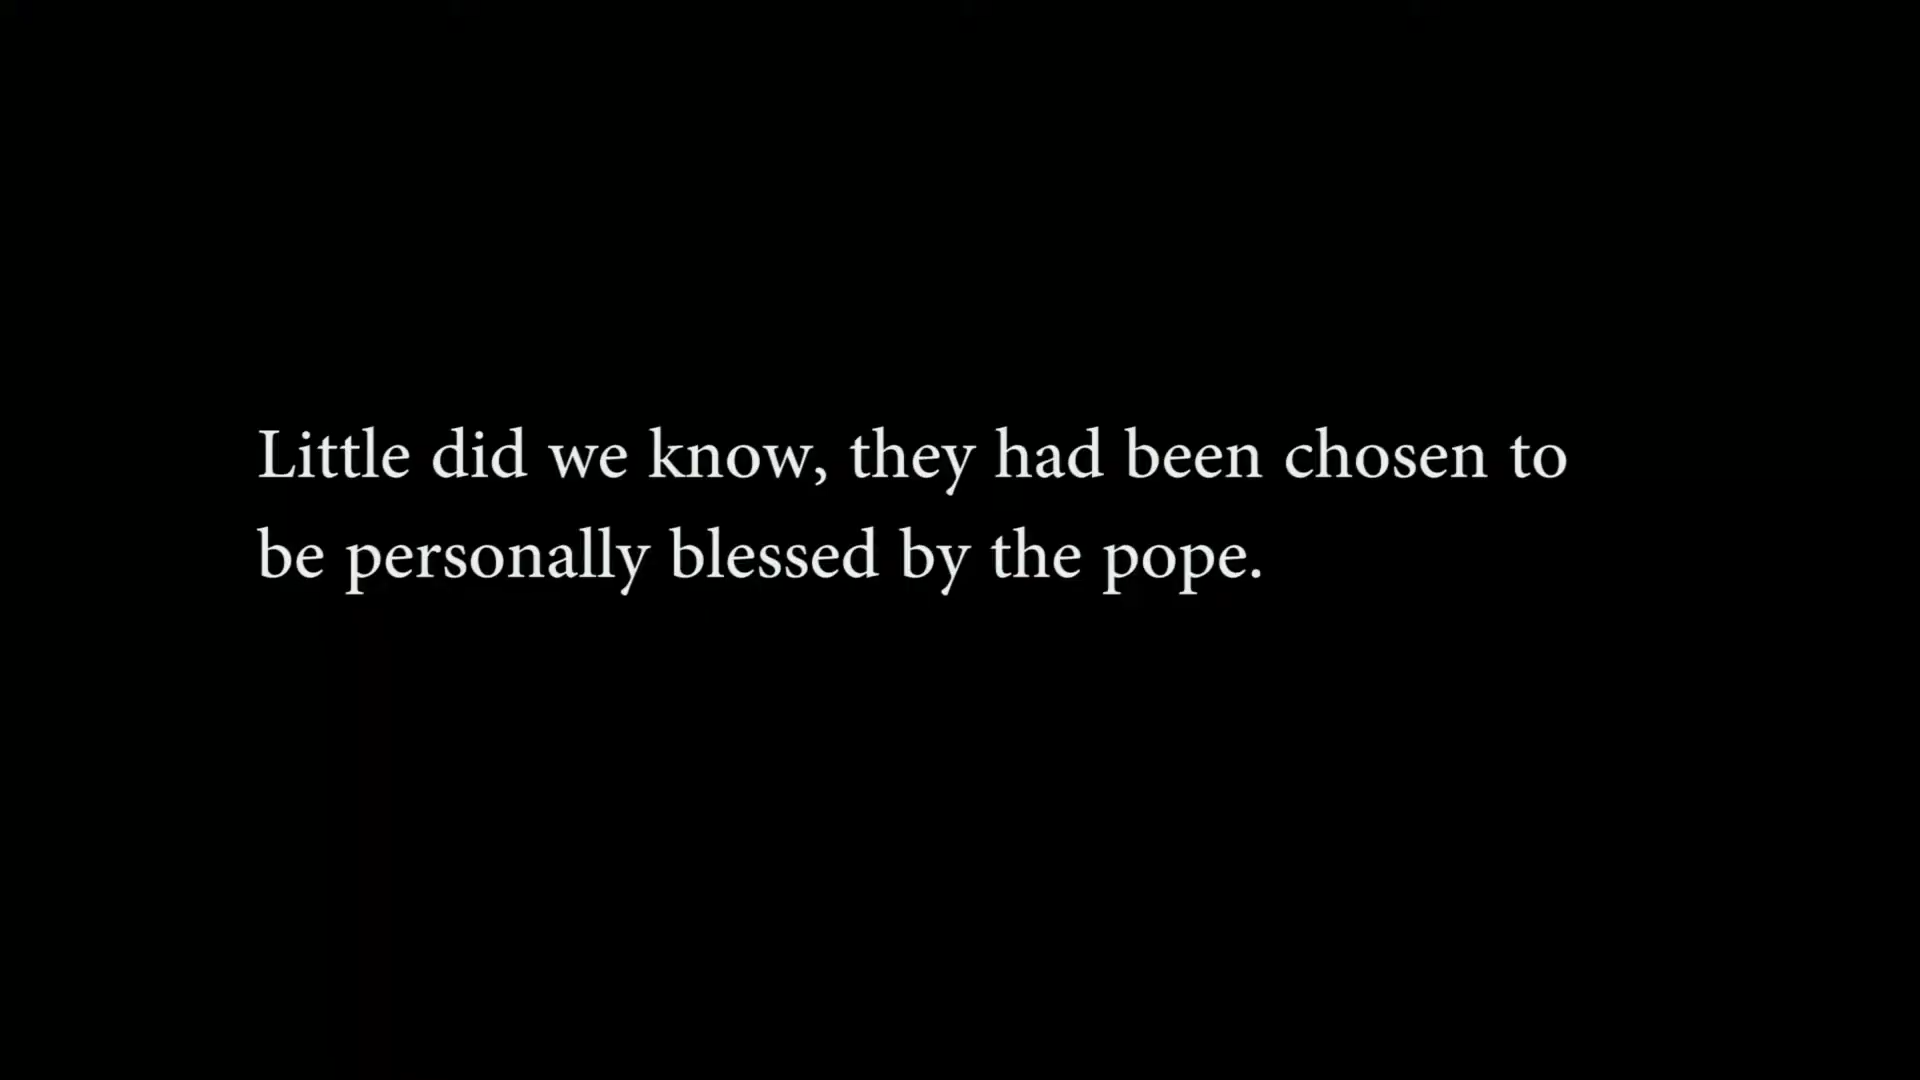 Little did we know, they had been chosen to
be personally blessed by the pope.